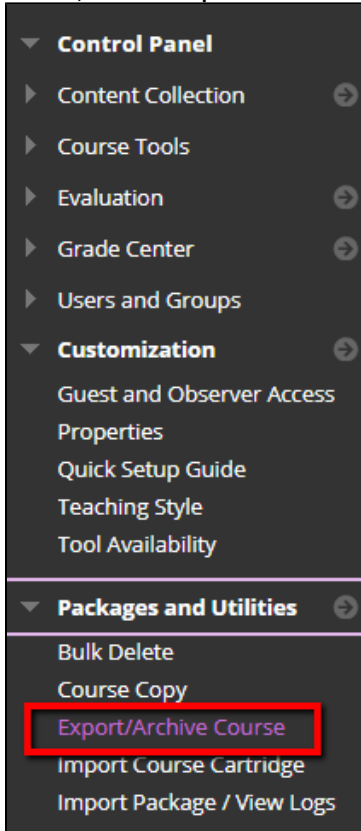 Control Panel
Content Collection
Course Tools
Evaluation
Grade Center
Users and Groups
Customization
Guest and Observer Access
Properties
Quick Setup Guide
Teaching Style
Tool Availability
Packages and Utilities
Bulk Delete
Course Copy
Export/Archive Course
Import Course Cartridge
Import Package / View Logs